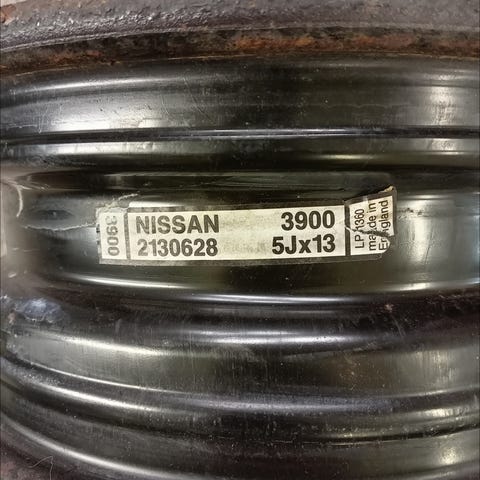 3900
NISSAN 3900
2130628 5Jx13
LP 1360
made in
England